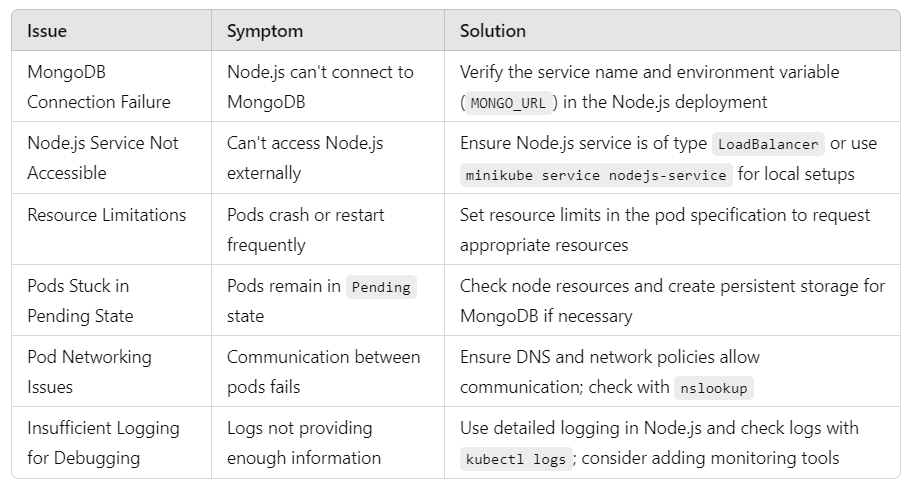 Issue Symptom Solution
MongoDB Node.js can't connect to Verify the service name and environment variable
Connection Failure MongoDB (MONGO_URL) in the Node.js deployment
Node.js Service Not Can't access Node.js Ensure Node.js service is of type LoadBalancer or use
Accessible externally minikube service nodejs-service for local setups
Resource Limitations Pods crash or restart Set resource limits in the pod specification to request
frequently appropriate resources
Pods Stuck in Pods remain in Pending Check node resources and create persistent storage for
Pending State state MongoDB if necessary
Pod Networking Communication between Ensure DNS and network policies allow
Issues pods fails communication; check with nslookup
Insufficient Logging Logs not providing Use detailed logging in Node.js and check logs with
for Debugging enough information kubectl logs; consider adding monitoring tools